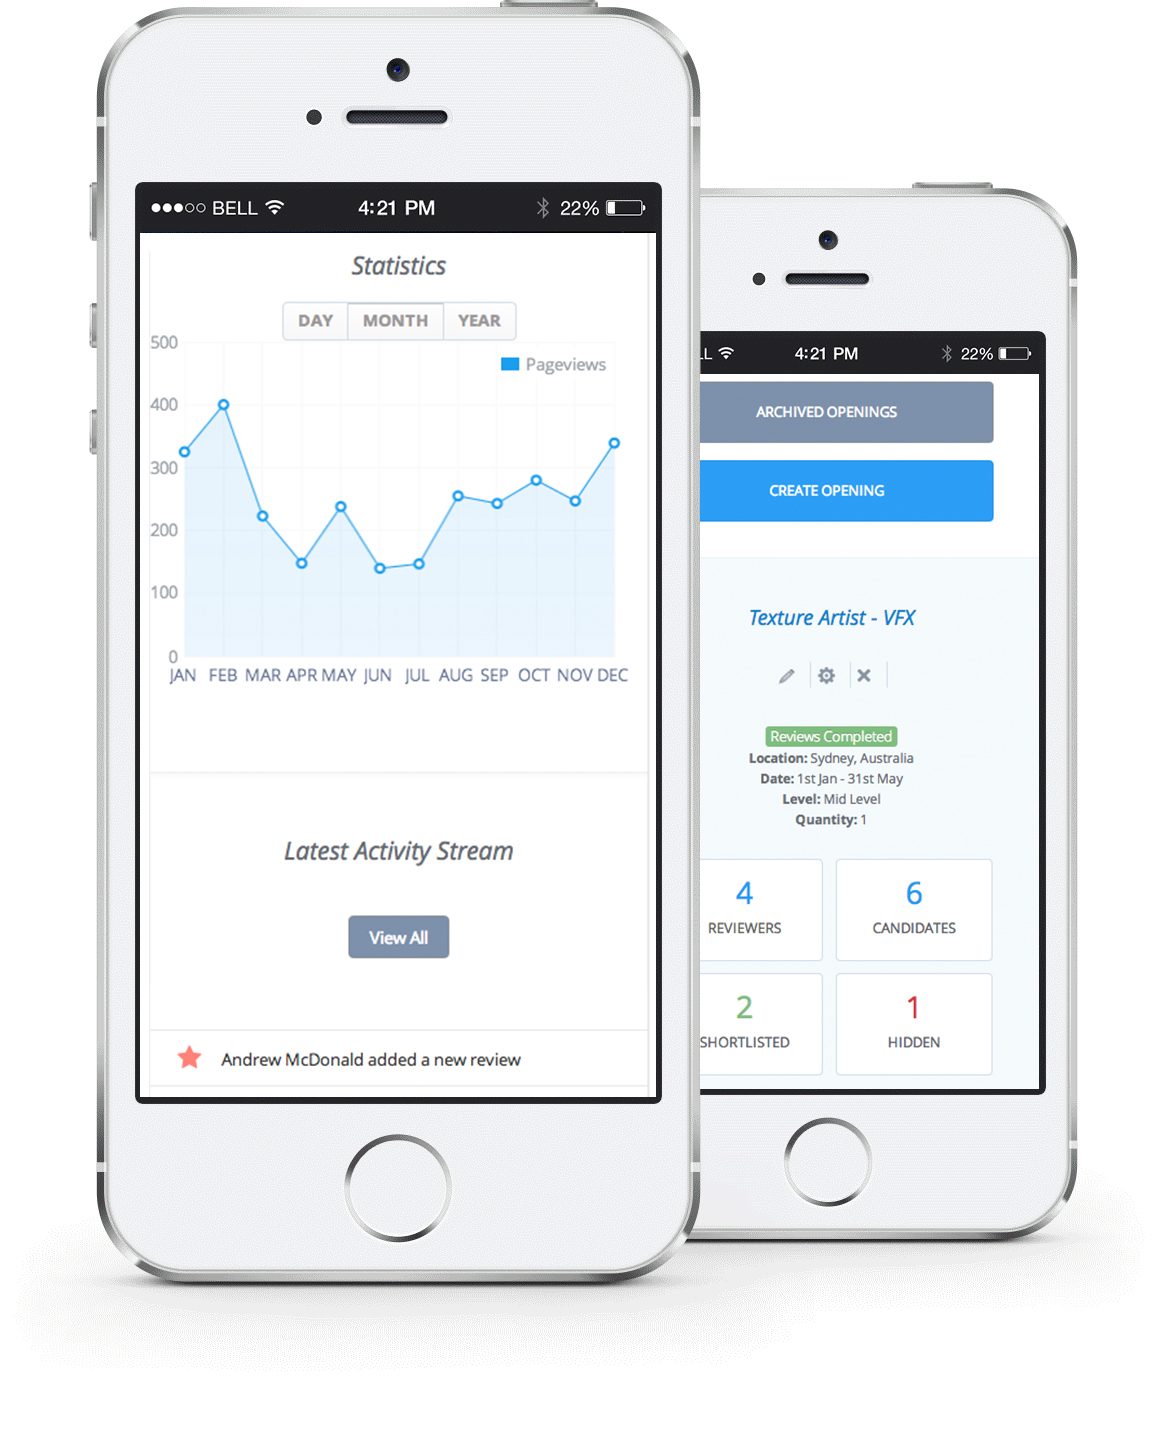 BELL 4:21 PM 22%
Statistics
DAY MONTH YEAR
Pageviews
500
400
300
200
100
0
JAN FEB MAR APR MAY JUN JUL AUG SEP OCT NOV DEC
Latest Activity Stream
View All
Andrew McDonald added a new review
LL 4:21 PM 22%
ARCHIVED OPENINGS
CREATE OPENING
Texture Artist - VFX
Reviews Completed
Location: Sydney, Australia
Date: 1st Jan - 31st May
Level: Mid Level
Quantity: 1
4 6
REVIEWERS CANDIDATES
2 1
SHORTLISTED HIDDEN